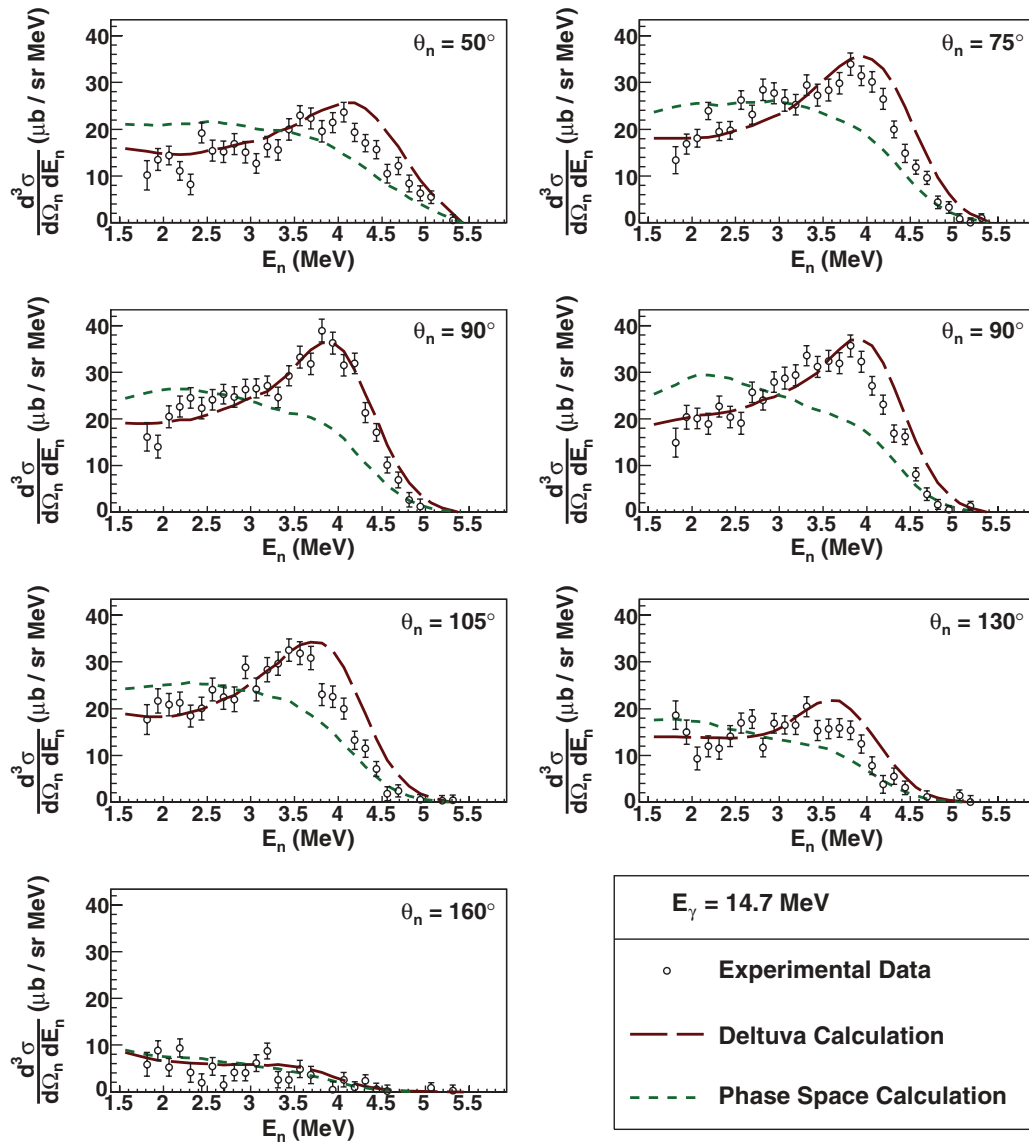 θn = 50°
40
30
20
10
0
1.5 2 2.5 3 3.5 4 4.5 5 5.5
En (MeV)
d³σ
dΩn dEn
(μb / sr MeV)
θn = 75°
40
30
20
10
0
1.5 2 2.5 3 3.5 4 4.5 5 5.5
En (MeV)
d³σ
dΩn dEn
(μb / sr MeV)
θn = 90°
40
30
20
10
0
1.5 2 2.5 3 3.5 4 4.5 5 5.5
En (MeV)
d³σ
dΩn dEn
(μb / sr MeV)
θn = 90°
40
30
20
10
0
1.5 2 2.5 3 3.5 4 4.5 5 5.5
En (MeV)
d³σ
dΩn dEn
(μb / sr MeV)
θn = 105°
40
30
20
10
0
1.5 2 2.5 3 3.5 4 4.5 5 5.5
En (MeV)
d³σ
dΩn dEn
(μb / sr MeV)
θn = 130°
40
30
20
10
0
1.5 2 2.5 3 3.5 4 4.5 5 5.5
En (MeV)
d³σ
dΩn dEn
(μb / sr MeV)
θn = 160°
40
30
20
10
0
1.5 2 2.5 3 3.5 4 4.5 5 5.5
En (MeV)
d³σ
dΩn dEn
(μb / sr MeV)
Eγ = 14.7 MeV
Experimental Data
Deltuva Calculation
Phase Space Calculation